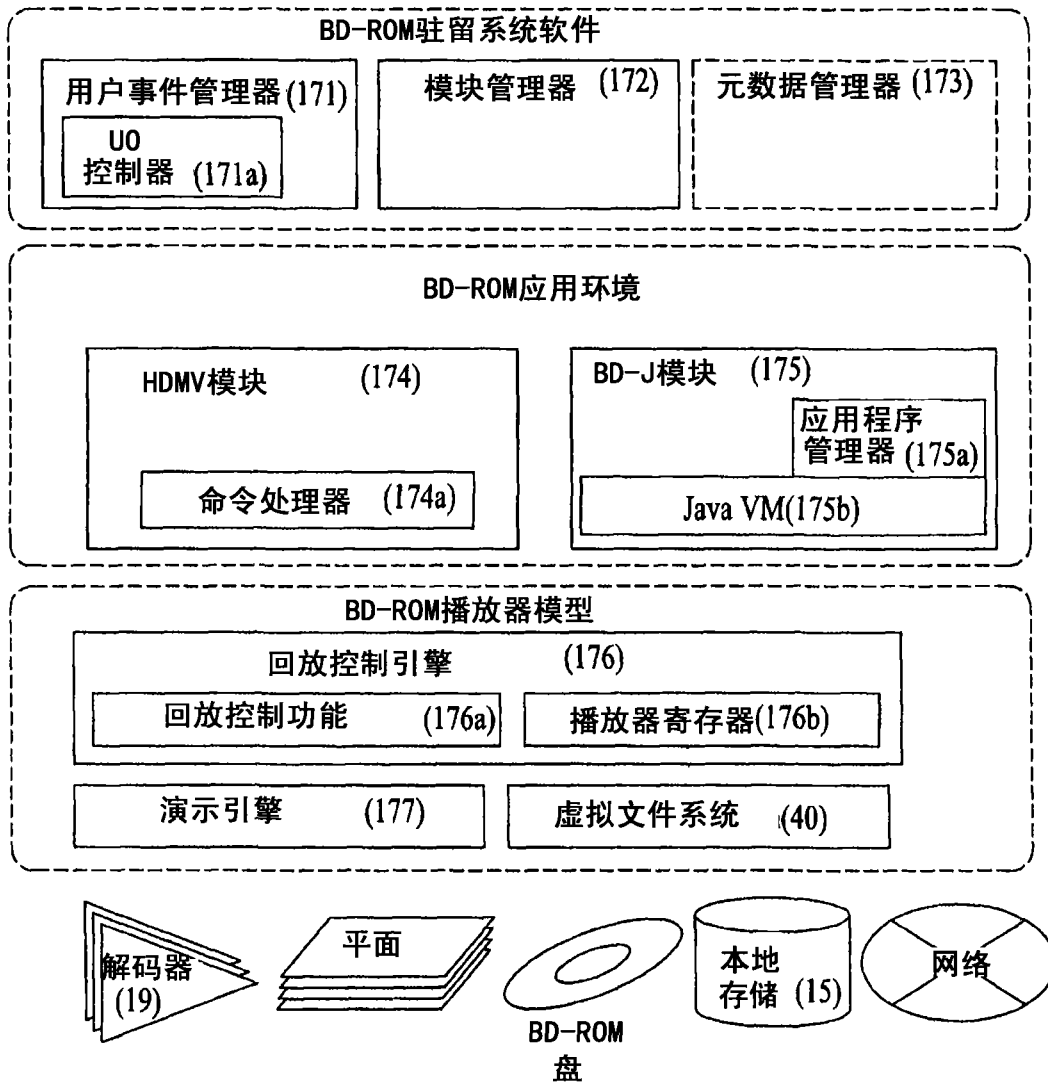 BD-ROM驻留系统软件
用户事件管理器(171)
UO
控制器 (171a)
模块管理器 (172)
元数据管理器(173)
BD-ROM应用环境
HDMV模块 (174)
命令处理器 (174a)
BD-J模块 (175)
应用程序
管理器(175a)
Java VM(175b)
BD-ROM播放器模型
回放控制引擎 (176)
回放控制功能 (176a)
播放器寄存器(176b)
演示引擎 (177)
虚拟文件系统 (40)
解码器
(19)
平面
BD-ROM
盘
本地
存储 (15)
网络